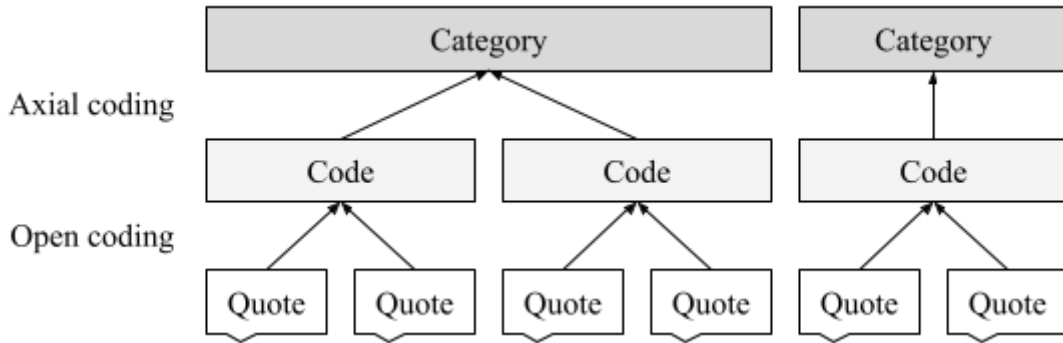 Category Category
Axial coding
Code Code Code
Open coding
Quote Quote Quote Quote Quote Quote